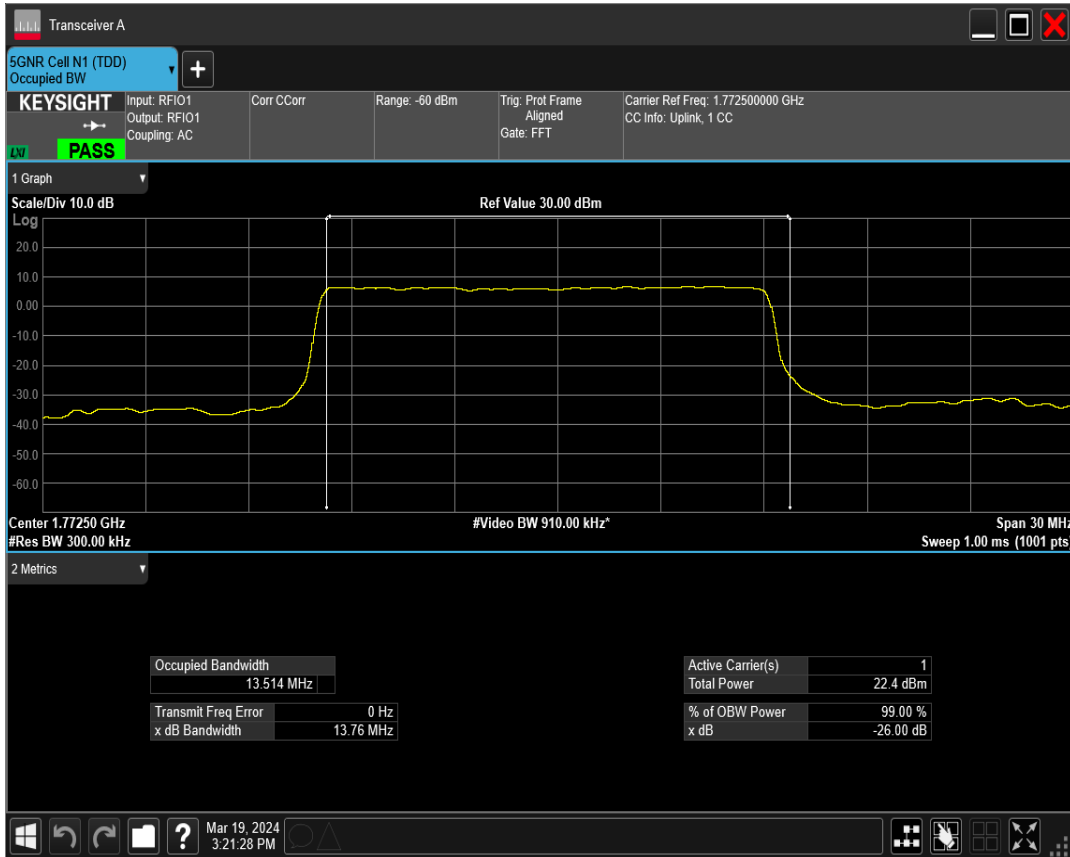 Transceiver A
5GNR Cell N1 (TDD)
Occupied BW
+
KEYSIGHT
LXI
PASS
Input: RFIO1
Output: RFIO1
Coupling: AC
Corr CCorr
Range: -60 dBm
Trig: Prot Frame
Aligned
Gate: FFT
Carrier Ref Freq: 1.772500000 GHz
CC Info: Uplink, 1 CC
1 Graph
Scale/Div 10.0 dB
Ref Value 30.00 dBm
Log
20.0
10.0
0.00
-10.0
-20.0
-30.0
-40.0
-50.0
-60.0
Center 1.77250 GHz
#Video BW 910.00 kHz*
Span 30 MHz
#Res BW 300.00 kHz
Sweep 1.00 ms (1001 pts)
2 Metrics
Occupied Bandwidth
13.514 MHz
Transmit Freq Error 0 Hz
x dB Bandwidth 13.76 MHz
Active Carrier(s) 1
Total Power 22.4 dBm
% of OBW Power 99.00 %
x dB -26.00 dB
?
Mar 19, 2024
3:21:28 PM